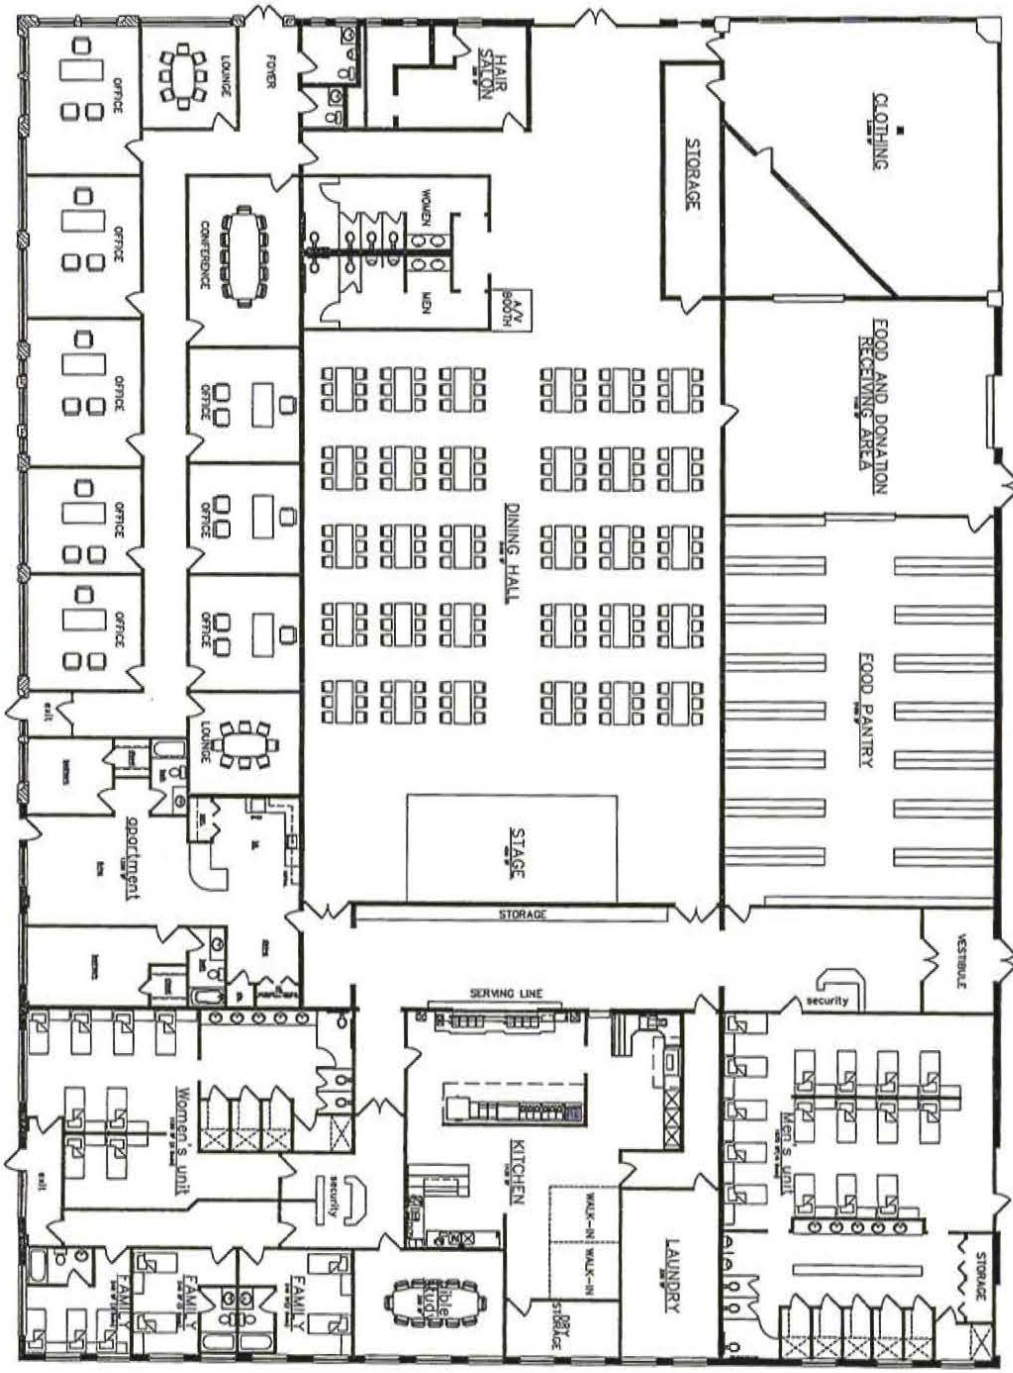 OFFICE
LOUNGE
FOYER
HAIR
SALON
CLOTHING
STORAGE
WOMEN
MEN
A/V
BOOTH
CONFERENCE
OFFICE
OFFICE
OFFICE
OFFICE
OFFICE
OFFICE
OFFICE
LOUNGE
exit
DINING HALL
FOOD AND DONATION
RECEIVING AREA
FOOD PANTRY
STAGE
STORAGE
apartment
VESTIBULE
security
SERVING LINE
Women's unit
exit
security
KITCHEN
WALK-IN
WALK-IN
DRY
STORAGE
LAUNDRY
Men's unit
STORAGE
FAMILY
FAMILY
FAMILY
Bible
Study